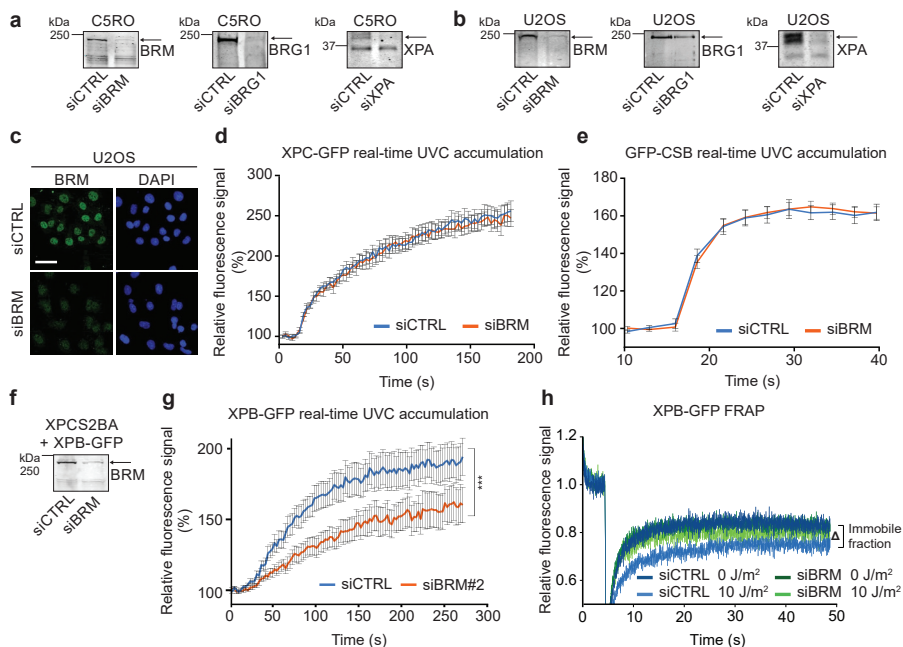 a
C5RO
C5RO
C5RO
kDa
250
BRM
siCTRL
siBRM
kDa
250
BRG1
siCTRL
siBRG1
kDa
37
XPA
siCTRL
siXPA
b
U2OS
U2OS
U2OS
kDa
250
BRM
siCTRL
siBRM
kDa
250
BRG1
siCTRL
siBRG1
kDa
37
XPA
siCTRL
siXPA
c
U2OS
BRM
DAPI
siCTRL
siBRM
d
XPC-GFP real-time UVC accumulation
Relative fluorescence signal
(%)
300
250
200
150
100
siCTRL
siBRM
0
50
100
150
200
Time (s)
e
GFP-CSB real-time UVC accumulation
Relative fluorescence signal
(%)
180
160
140
120
100
siCTRL
siBRM
10
20
30
40
Time (s)
f
XPCS2BA
+ XPB-GFP
kDa
250
BRM
siCTRL
siBRM
g
XPB-GFP real-time UVC accumulation
Relative fluorescence signal
(%)
200
150
100
***
siCTRL
siBRM#2
0
50
100
150
200
250
300
Time (s)
h
XPB-GFP FRAP
Relative fluorescence signal
1.2
1.0
0.8
0.6
Δ
Immobile
fraction
siCTRL 0 J/m²
siBRM 0 J/m²
siCTRL 10 J/m²
siBRM 10 J/m²
0
10
20
30
40
50
Time (s)